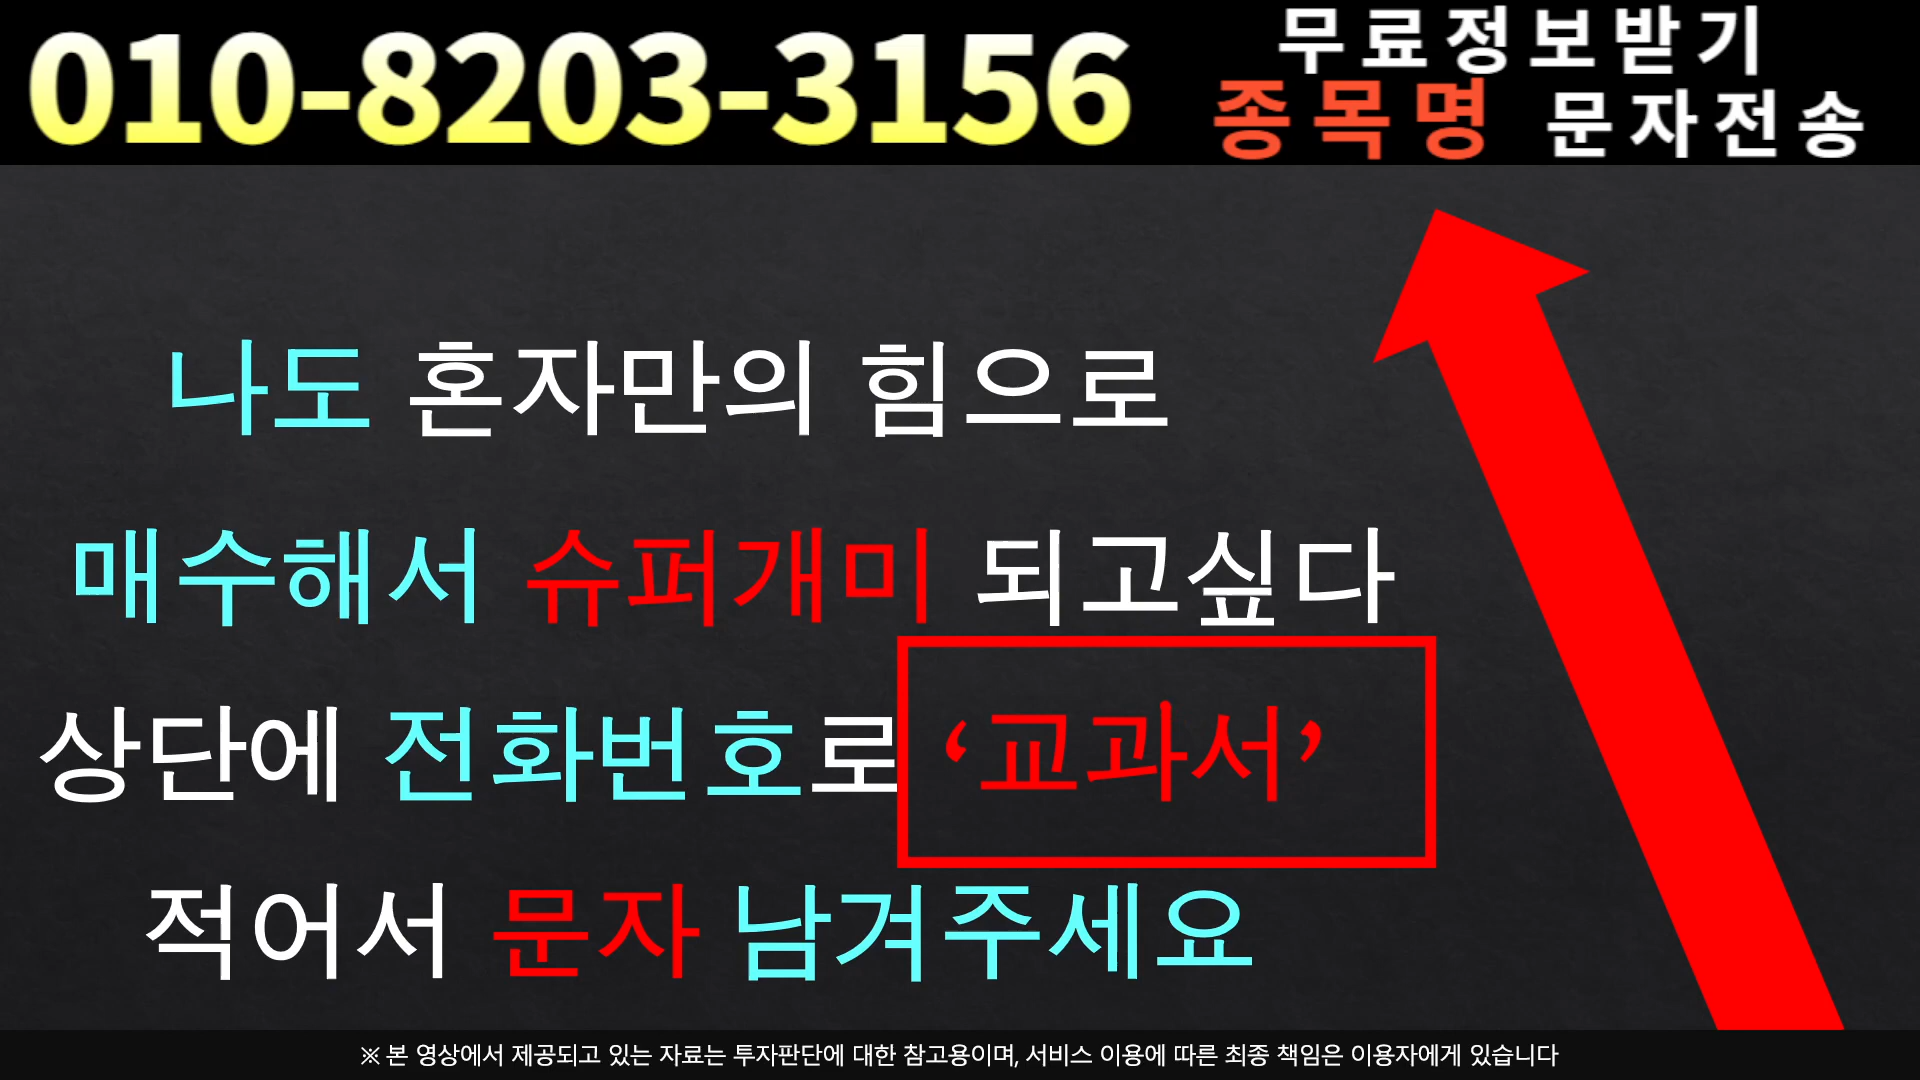 010-8203-3156
무료정보받기
종목명 문자전송
나도 혼자만의 힘으로
매수해서 슈퍼개미 되고싶다
상단에 전화번호로 ‘교과서’
적어서 문자 남겨주세요
※ 본 영상에서 제공되고 있는 자료는 투자판단에 대한 참고용이며, 서비스 이용에 따른 최종 책임은 이용자에게 있습니다